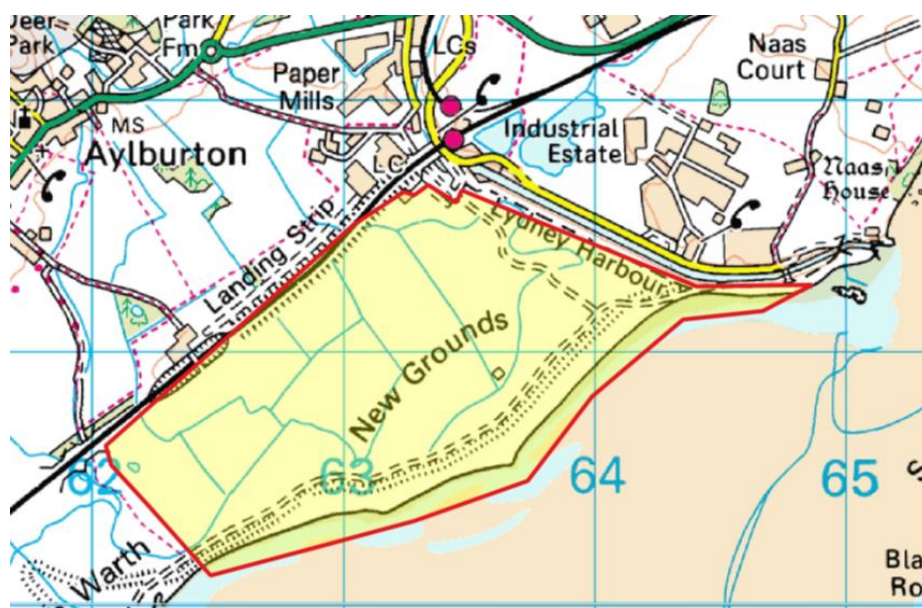 Deer
Park
Park
Fm
LCs
Naas
Court
Paper
Mills
MS
Industrial
Estate
Aylburton
LC
Naas
House
Landing Strip
Lydney Harbour
New Grounds
62
63
64
65
Warth
Bla
Ro